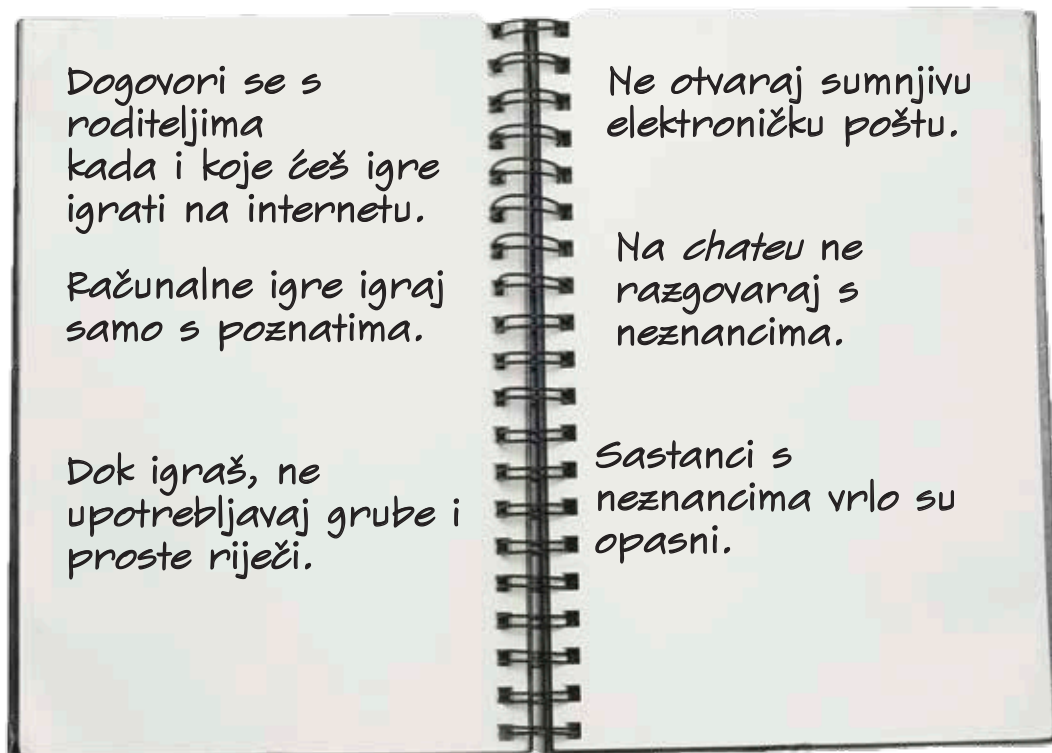 Dogovori se s
roditeljima
kada i koje ćeš igre
igrati na internetu.
Računalne igre igraj
samo s poznatima.
Dok igraš, ne
upotrebljavaj grube i
proste riječi.
Ne otvaraj sumnjivu
elektroničku poštu.
Na chateu ne
razgovaraj s
neznancima.
Sastanci s
neznancima vrlo su
opasni.